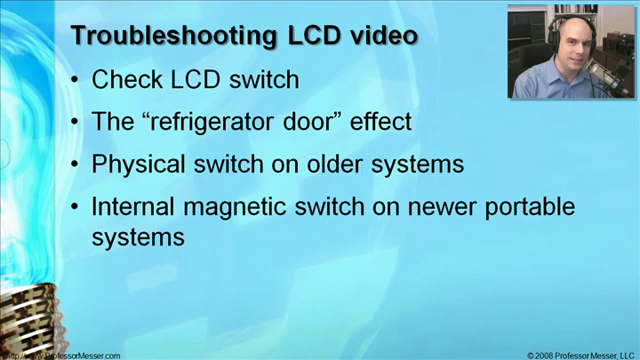 Troubleshooting LCD video
• Check LCD switch
• The “refrigerator door” effect
• Physical switch on older systems
• Internal magnetic switch on newer portable
systems
http://www.ProfessorMesser.com
© 2008 Professor Messer, LLC